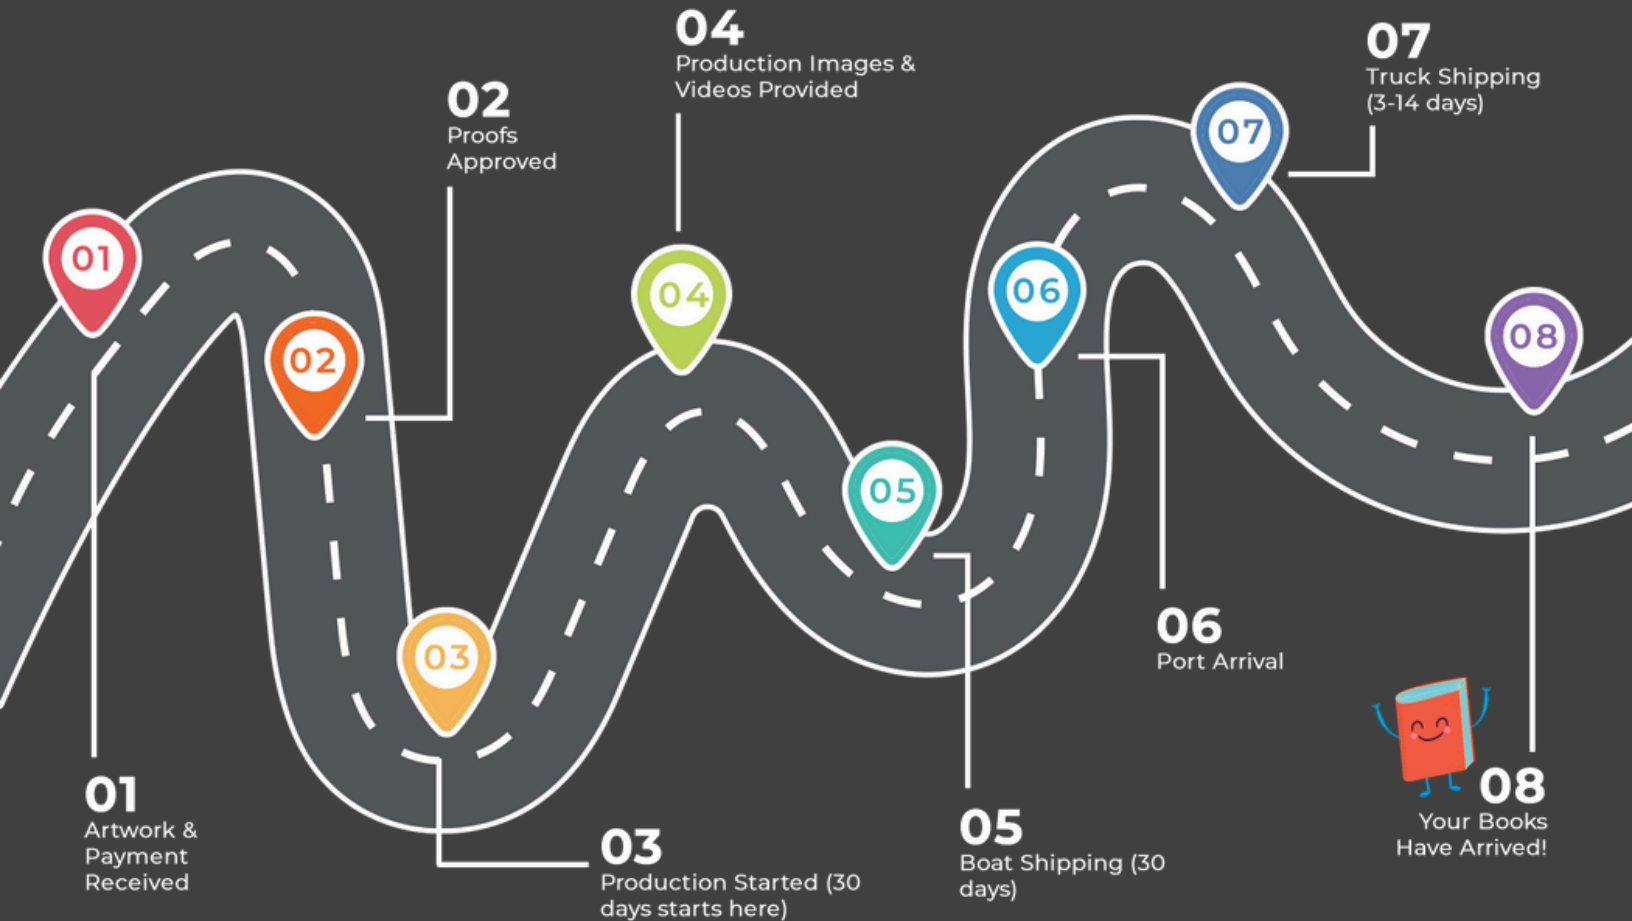 01
Artwork &
Payment
Received
02
Proofs
Approved
03
Production Started (30
days starts here)
04
Production Images &
Videos Provided
05
Boat Shipping (30
days)
06
Port Arrival
07
Truck Shipping
(3-14 days)
08
Your Books
Have Arrived!
01
02
03
04
05
06
07
08